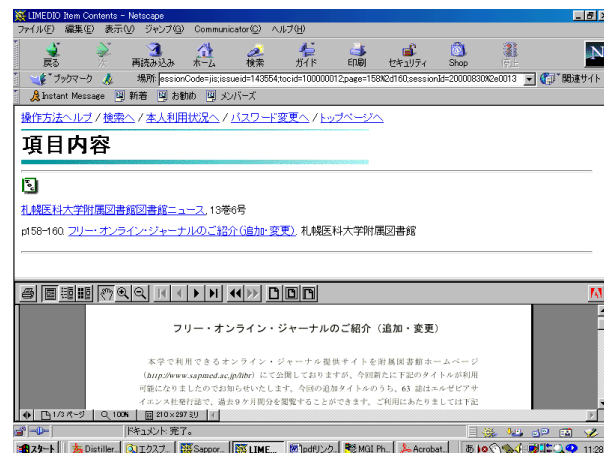 LIMEDIO Item Contents - Netscape
ファイル(F) 編集(E) 表示(V) ジャンプ(G) Communicator(C) ヘルプ(H)
戻る 次 再読み込み ホーム 検索 ガイド 印刷 セキュリティ Shop 停止
ブックマーク 場所: essionCode=jis;issueid=143554;tocid=100000012;page=158%2d160;sessionId=20000830%2e0013 関連サイト
Instant Message 新着 お勧め メンバーズ
操作方法ヘルプ / 検索へ / 本人利用状況へ / パスワード変更へ / トップページへ
項目内容
札幌医科大学附属図書館図書館ニュース, 13巻6号
p158-160. フリー・オンライン・ジャーナルのご紹介(追加・変更). 札幌医科大学附属図書館
フリー・オンライン・ジャーナルのご紹介（追加・変更）
本学で利用できるオンライン・ジャーナル提供サイトを附属図書館ホームページ
(http://www.sapmed.ac.jp/libr) にて公開しておりますが、今回新たに下記のタイトルが利用
可能になりましたのでお知らせいたします。今回の追加タイトルのうち、63 誌はエルゼビアサ
イエンス社発行誌で、過去９ケ月間分を閲覧することができます。ご利用にあたりましては下記
1/3 ページ 100% 210×297 ミリ
ドキュメント: 完了。
スタート Distiller... エクスプ... Sappor... LIME... pdfリンク... MGI Ph... Acrobat... あ 11:28